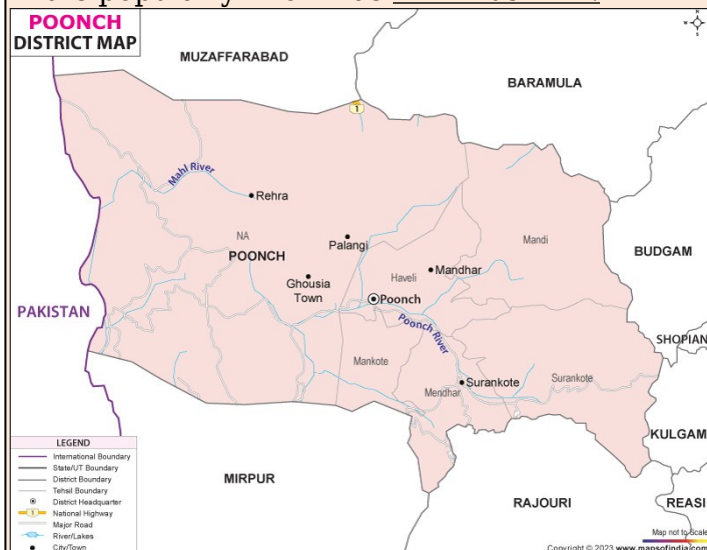 POONCH
DISTRICT MAP
MUZAFFARABAD
BARAMULA
1
Mahl River
Rehra
NA
POONCH
Palangi
Mandi
BUDGAM
Ghousia
Town
Haveli
Mandhar
Poonch
PAKISTAN
Poonch River
SHOPIAN
Mankote
Surankote
Surankote
Mendhar
KULGAM
MIRPUR
RAJOURI
REASI
LEGEND
International Boundary
State/UT Boundary
District Boundary
Tehsil Boundary
District Headquarter
1 National Highway
Major Road
River/Lakes
City/Town
Map not to Scale
Copyright © 2023 www.mapsofindia.com